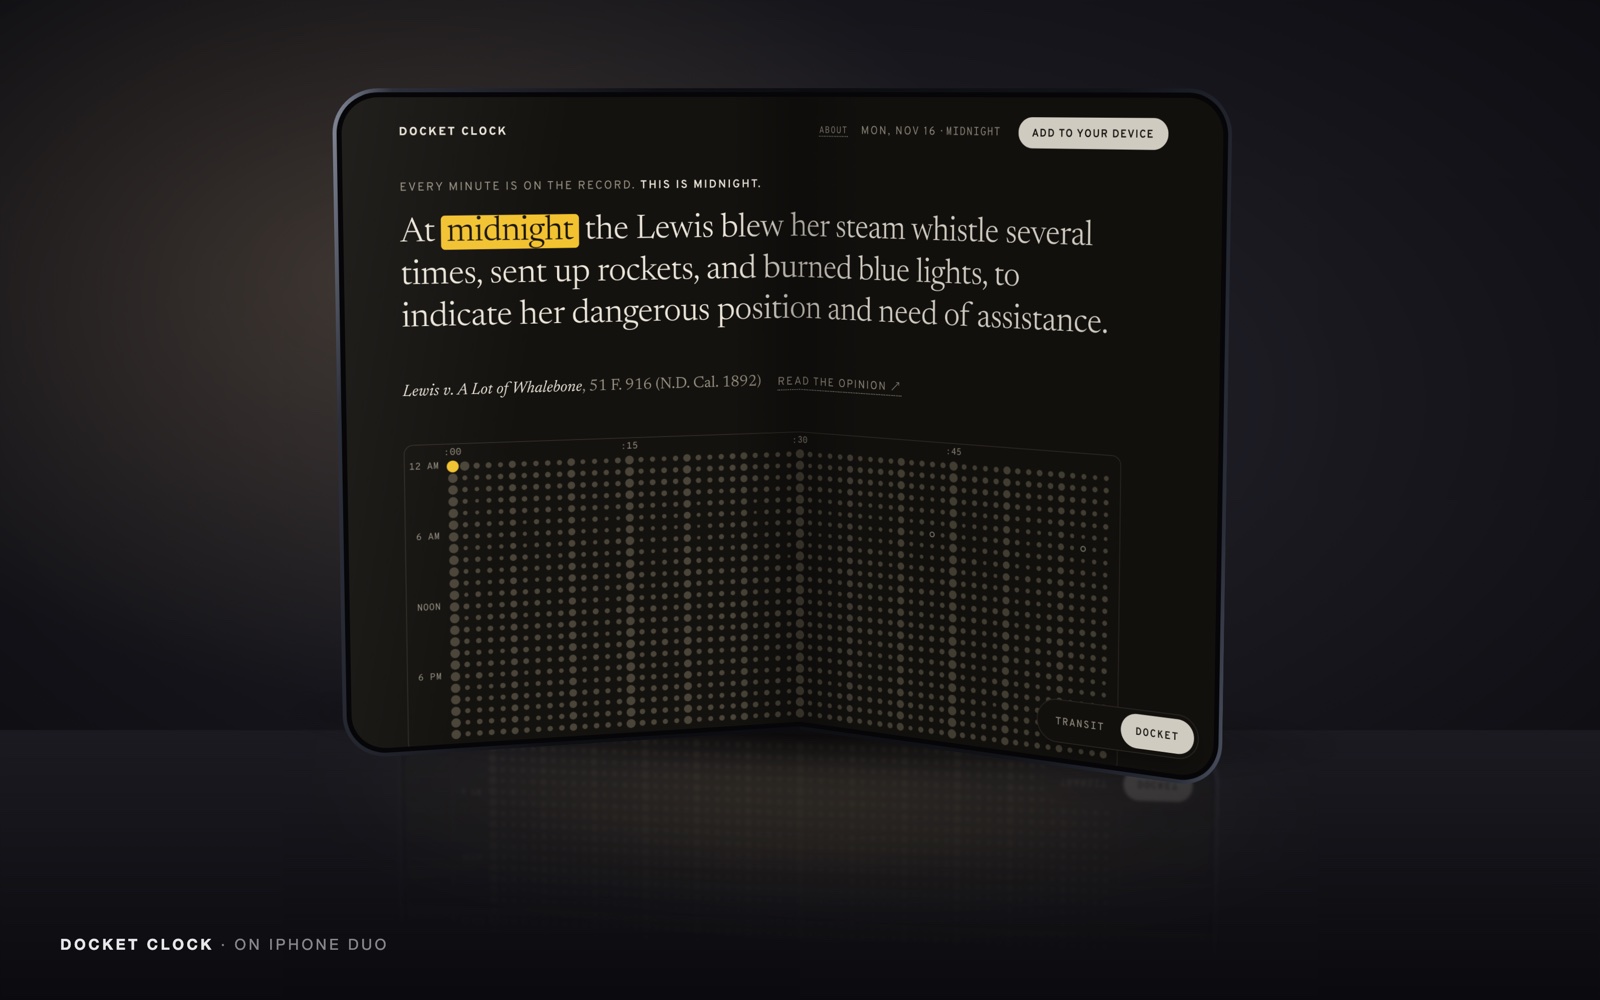 DOCKET CLOCK
ABOUT MON, NOV 16 · MIDNIGHT ADD TO YOUR DEVICE
EVERY MINUTE IS ON THE RECORD. THIS IS MIDNIGHT.
At midnight the Lewis blew her steam whistle several
times, sent up rockets, and burned blue lights, to
indicate her dangerous position and need of assistance.
Lewis v. A Lot of Whalebone, 51 F. 916 (N.D. Cal. 1892) READ THE OPINION ↗
:00 :15 :30 :45
12 AM
6 AM
NOON
6 PM
TRANSIT DOCKET
DOCKET CLOCK · ON IPHONE DUO